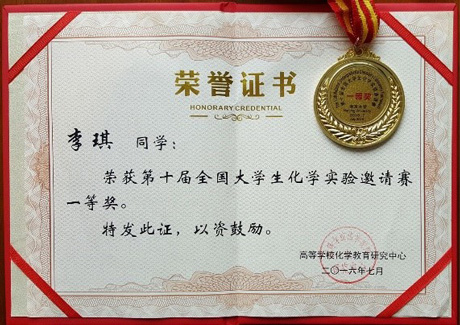 荣誉证书
HONORARY CREDENTIAL
李琪 同学：
荣获第十届全国大学生化学实验邀请赛
一等奖。
特发此证，以资鼓励。
高等学校化学教育研究中心
二〇一六年七月
一等奖